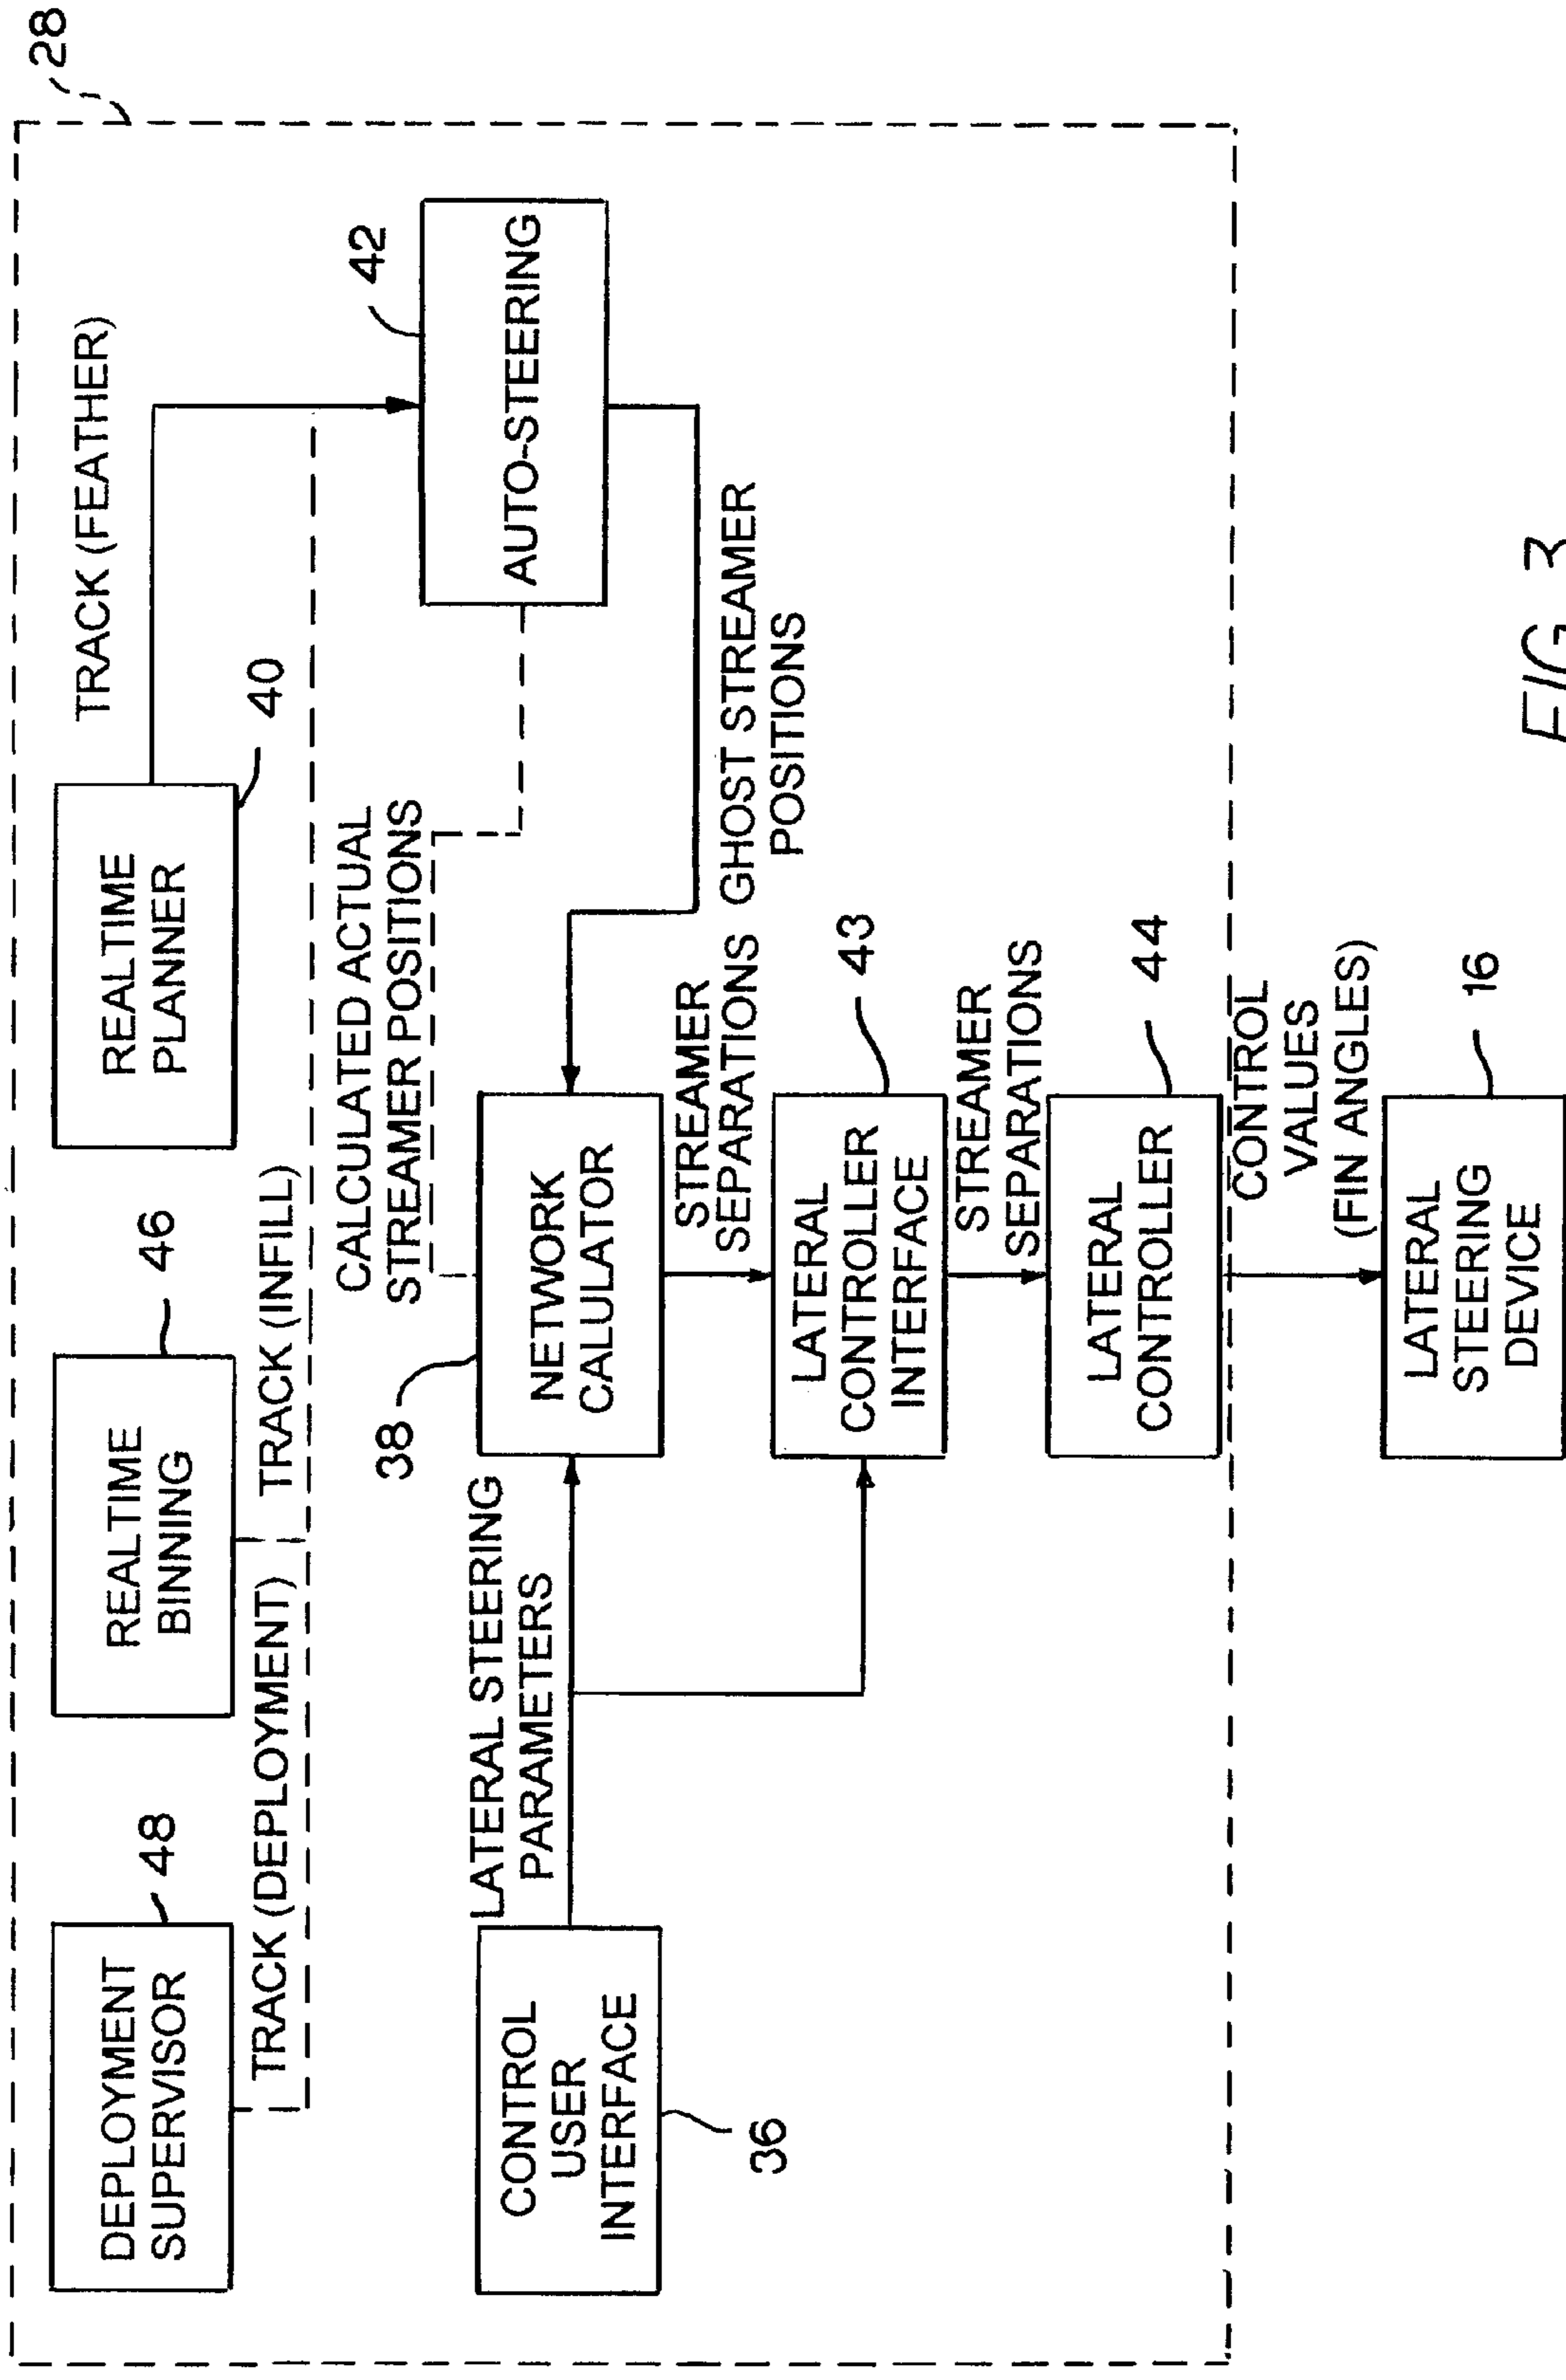 28
DEPLOYMENT
SUPERVISOR
48
REALTIME
BINNING
46
REALTIME
PLANNER
40
TRACK (FEATHER)
TRACK (DEPLOYMENT)
TRACK (INFILL)
CALCULATED ACTUAL
STREAMER POSITIONS
42
AUTO-STEERING
38
CONTROL
USER
INTERFACE
36
LATERAL STEERING
PARAMETERS
NETWORK
CALULATOR
GHOST STREAMER
POSITIONS
STREAMER
SEPARATIONS
LATERAL
CONTROLLER
INTERFACE
43
STREAMER
SEPARATIONS
LATERAL
CONTROLLER
44
CONTROL
VALUES
(FIN ANGLES)
LATERAL
STEERING
DEVICE
16
FIG. 3